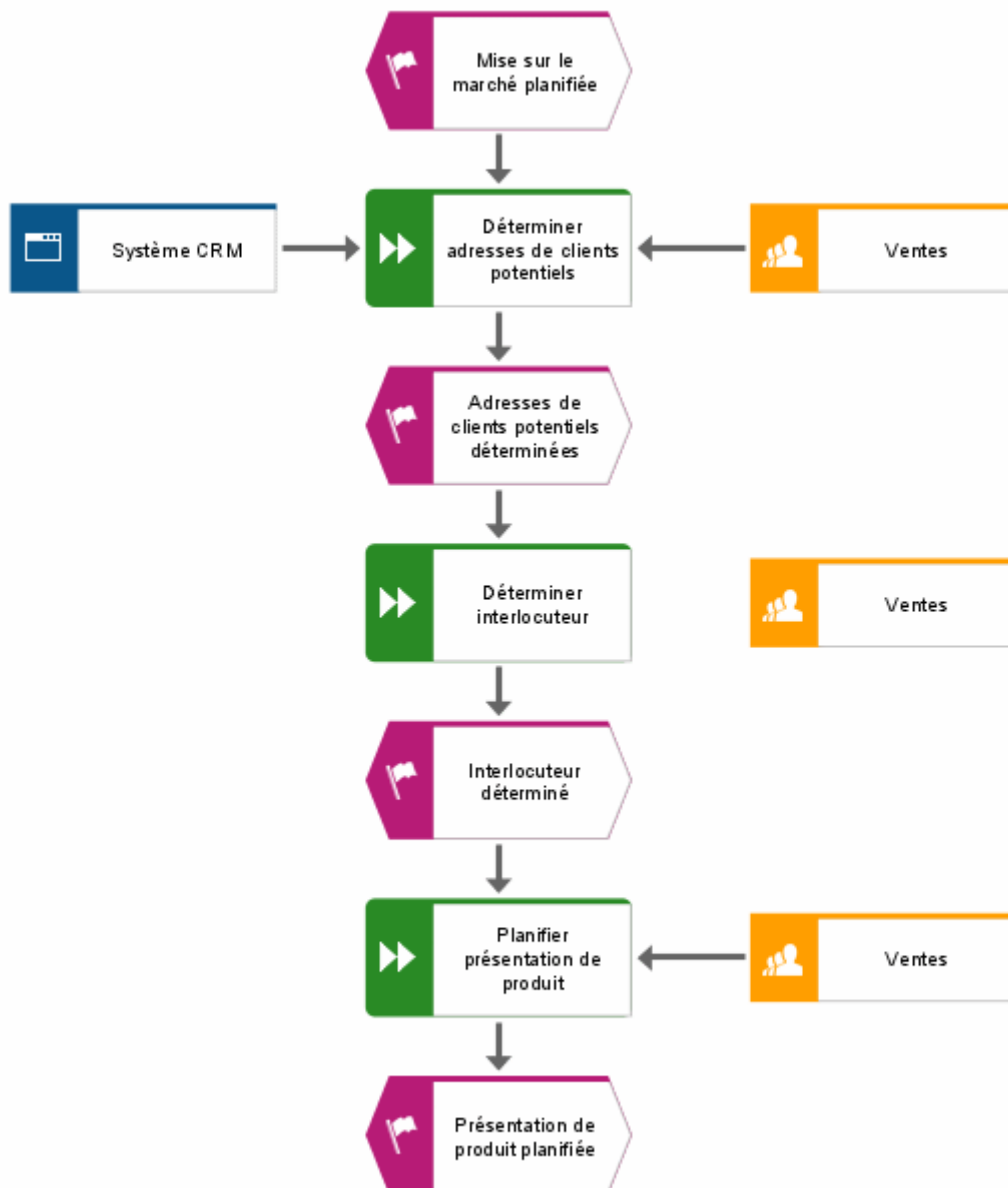 Mise sur le
marché planifiée
Système CRM
Déterminer
adresses de clients
potentiels
Ventes
Adresses de
clients potentiels
déterminées
Déterminer
interlocuteur
Ventes
Interlocuteur
déterminé
Planifier
présentation de
produit
Ventes
Présentation de
produit planifiée